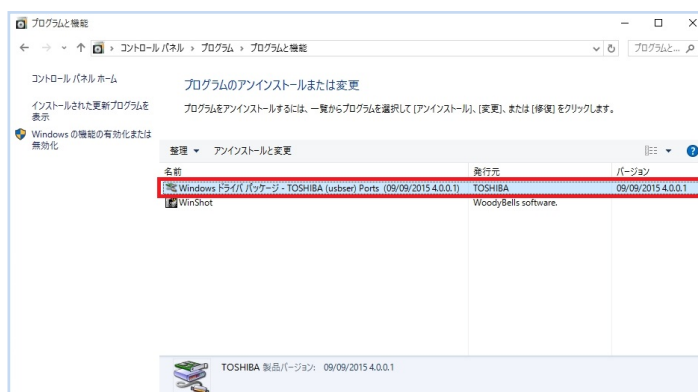 プログラムと機能
コントロール パネル › プログラム › プログラムと機能
プログラムと...
コントロール パネル ホーム
インストールされた更新プログラムを
表示
Windows の機能の有効化または
無効化
プログラムのアンインストールまたは変更
プログラムをアンインストールするには、一覧からプログラムを選択して [アンインストール]、[変更]、または [修復] をクリックします。
整理 アンインストールと変更
名前 発行元 バージョン
Windows ドライバ パッケージ - TOSHIBA (usbser) Ports (09/09/2015 4.0.0.1) TOSHIBA 09/09/2015 4.0.0.1
WinShot WoodyBells software.
TOSHIBA 製品バージョン: 09/09/2015 4.0.0.1